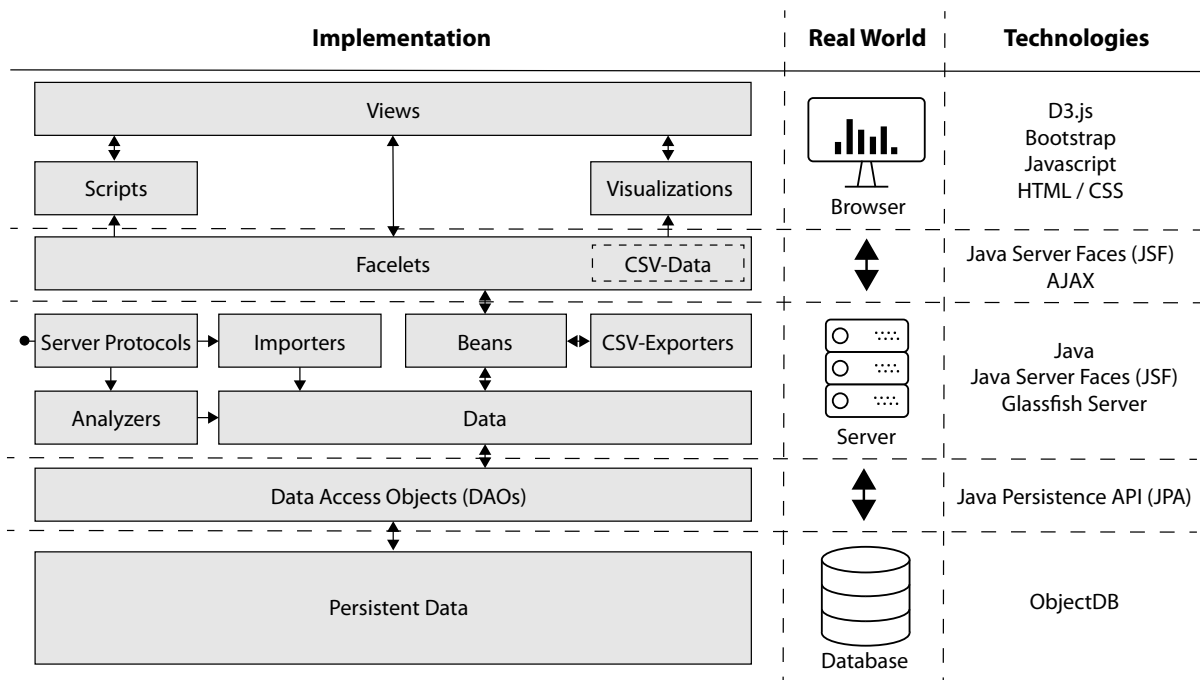 Implementation
Real World
Technologies
Views
Scripts
Visualizations
Browser
D3.js
Bootstrap
Javascript
HTML / CSS
Facelets
CSV-Data
Java Server Faces (JSF)
AJAX
Server Protocols
Importers
Beans
CSV-Exporters
Analyzers
Data
Server
Java
Java Server Faces (JSF)
Glassfish Server
Data Access Objects (DAOs)
Java Persistence API (JPA)
Persistent Data
Database
ObjectDB